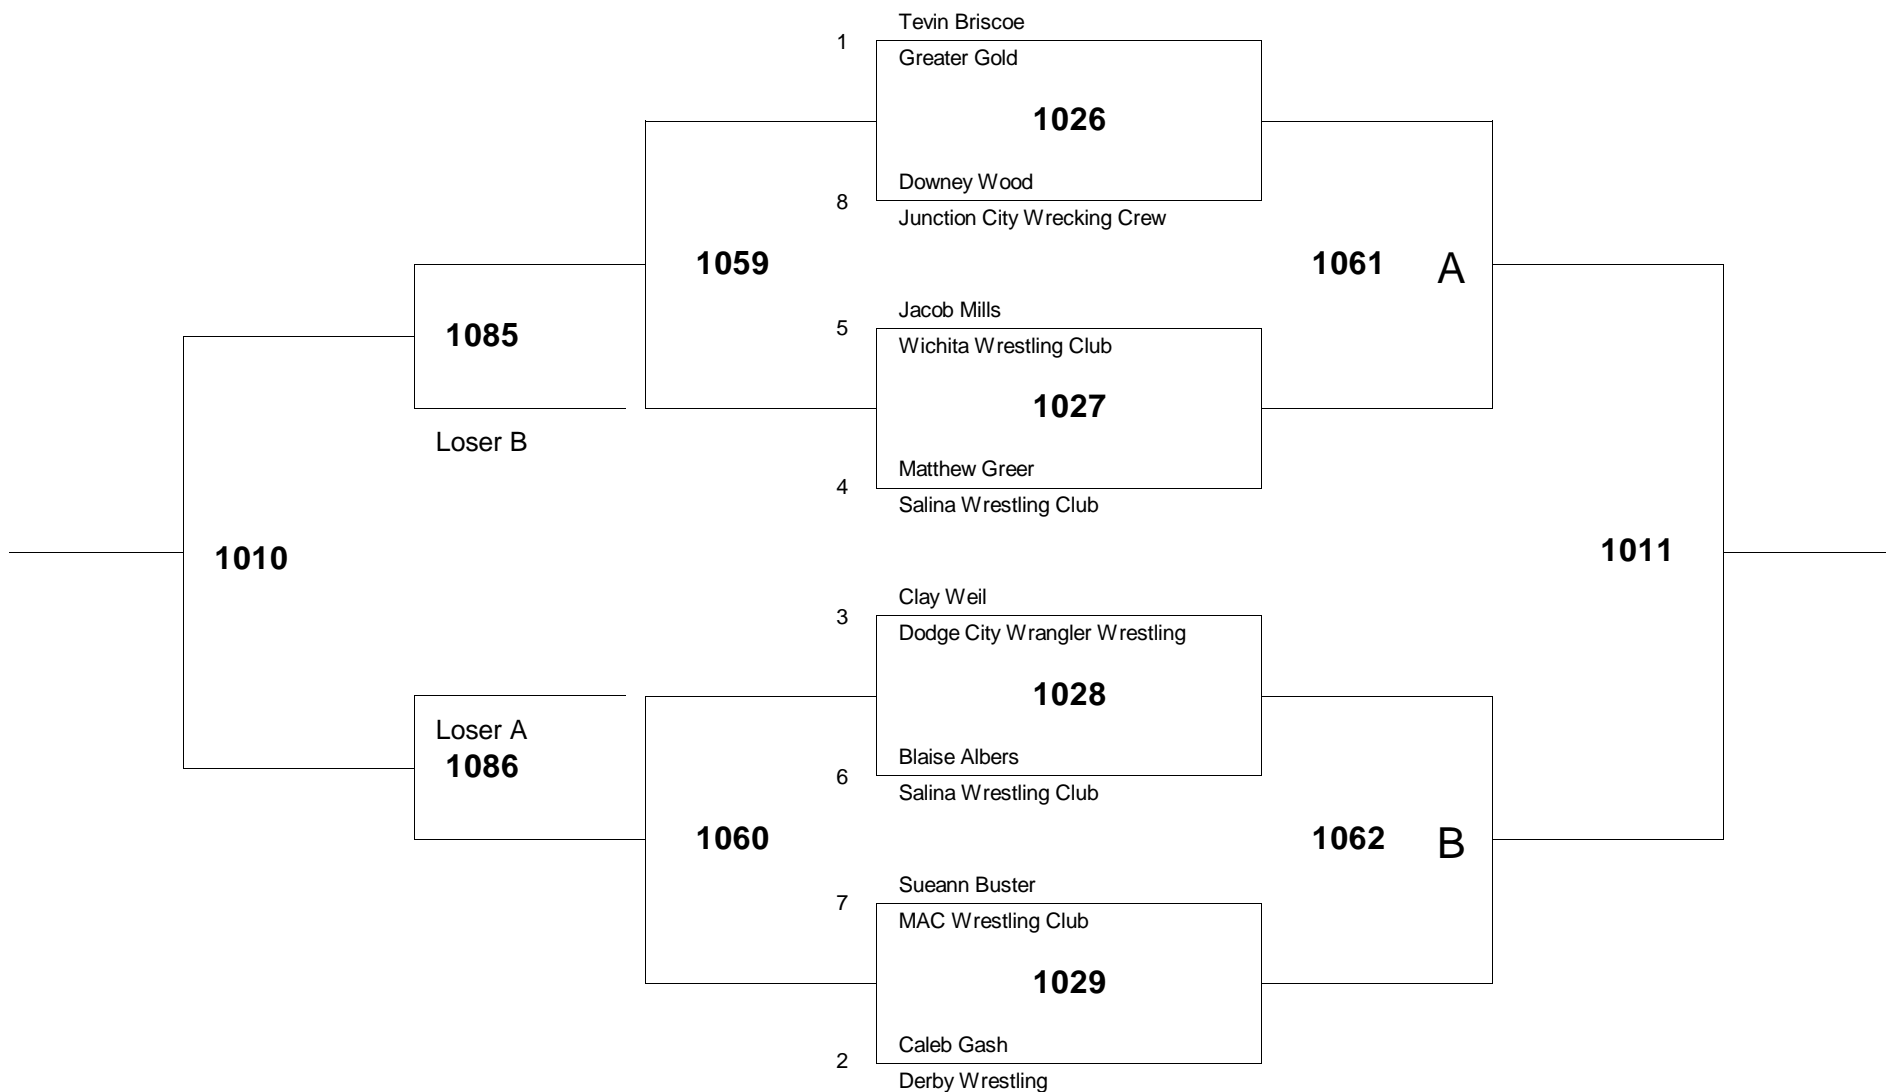 Tevin Briscoe
1
Greater Gold
1026
Downey Wood
8
Junction City Wrecking Crew
1059
1061 A
Jacob Mills
5
1085
Wichita Wrestling Club
1027
Loser B
Matthew Greer
4
Salina Wrestling Club
1010
1011
Clay Weil
3
Dodge City Wrangler Wrestling
1028
Loser A
1086
Blaise Albers
6
Salina Wrestling Club
1060
1062 B
Sueann Buster
7
MAC Wrestling Club
1029
Caleb Gash
2
Derby Wrestling